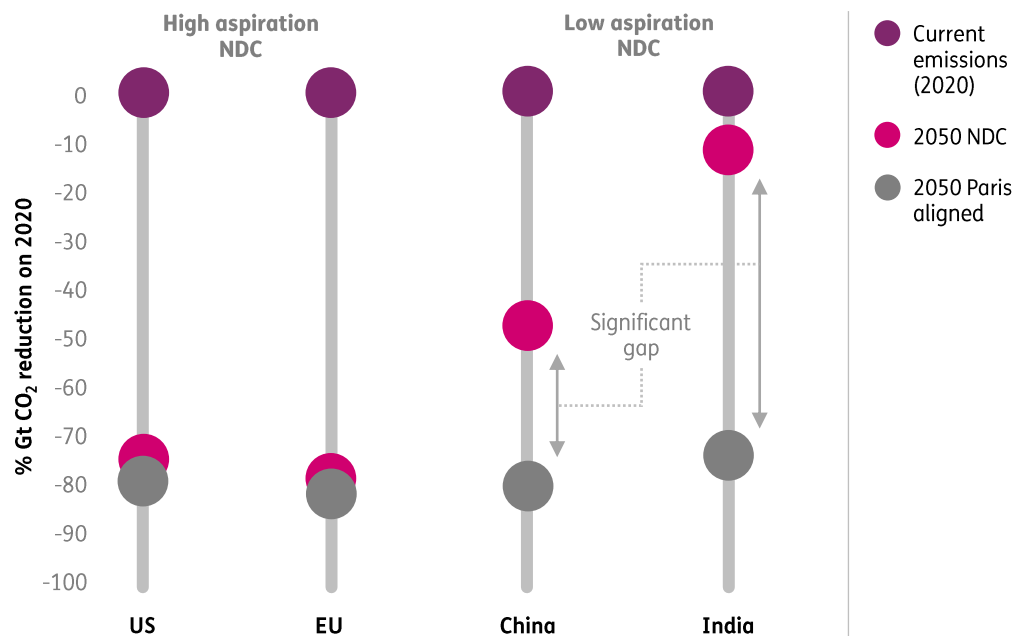 High aspiration
NDC
Low aspiration
NDC
% Gt CO₂ reduction on 2020
0
-10
-20
-30
-40
-50
-60
-70
-80
-90
-100
Significant
gap
US
EU
China
India
Current
emissions
(2020)
2050 NDC
2050 Paris
aligned